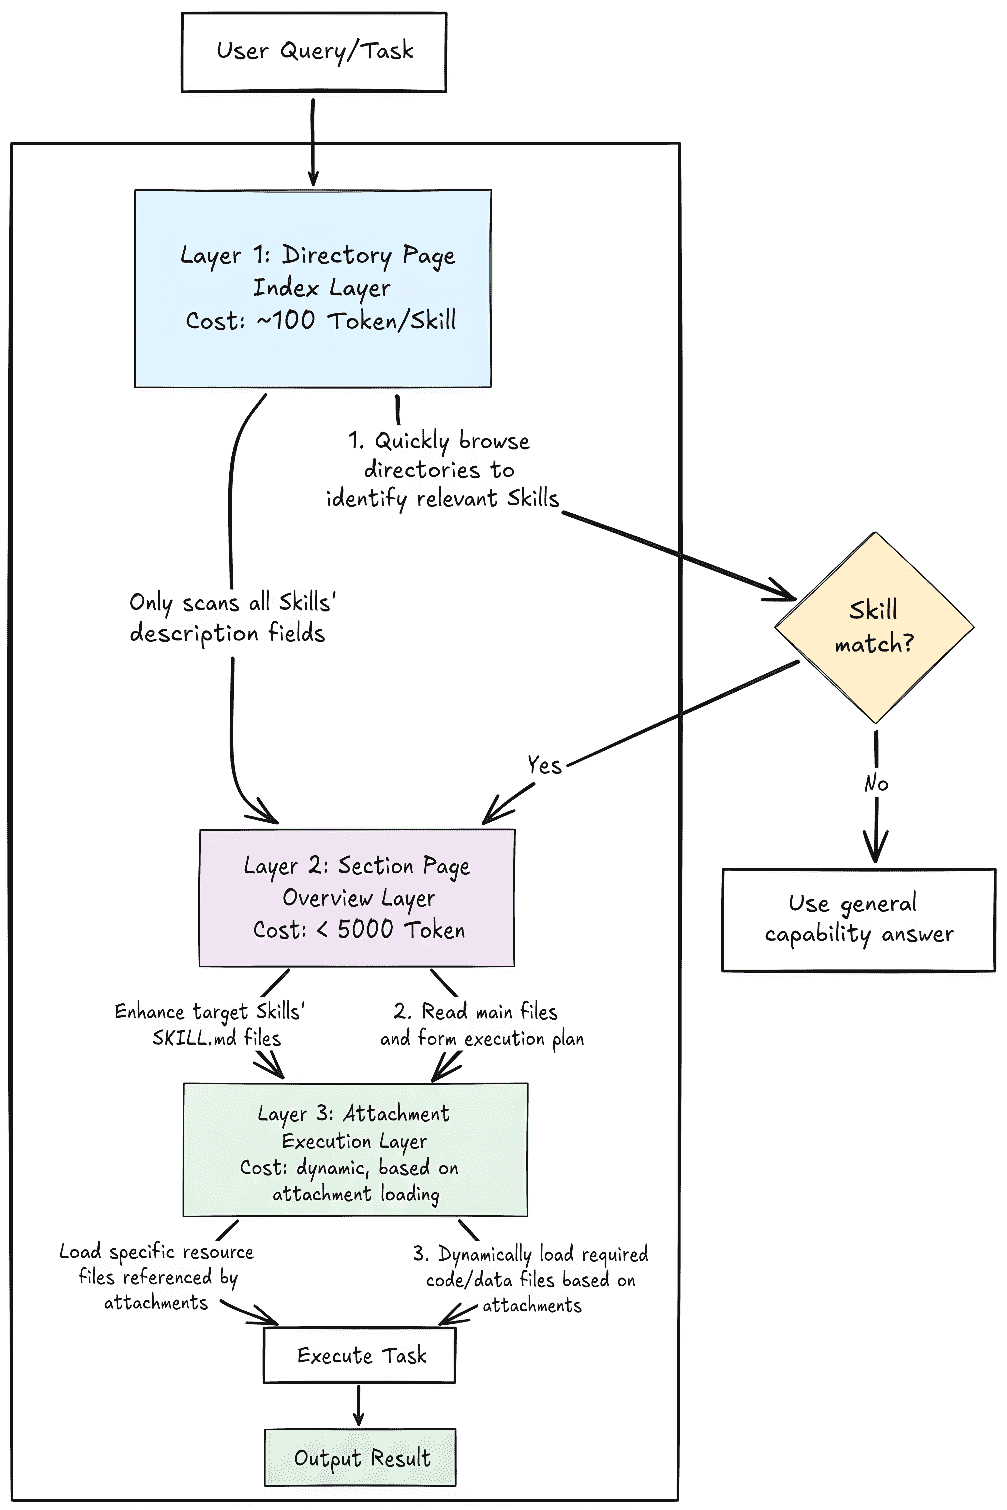 User Query/Task
Layer 1: Directory Page
Index Layer
Cost: ~100 Token/Skill
1. Quickly browse
directories to
identify relevant Skills
Only scans all Skills'
description fields
Skill
match?
Yes
No
Layer 2: Section Page
Overview Layer
Cost: < 5000 Token
Use general
capability answer
Enhance target Skills'
SKILL.md files
2. Read main files
and form execution plan
Layer 3: Attachment
Execution Layer
Cost: dynamic, based on
attachment loading
Load specific resource
files referenced by
attachments
3. Dynamically load required
code/data files based on
attachments
Execute Task
Output Result